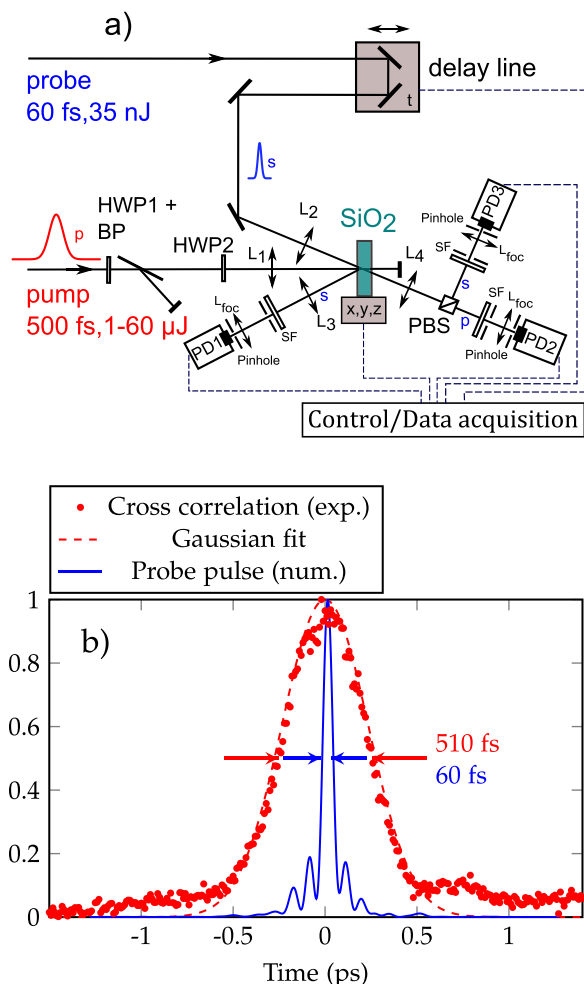 a)
delay line
t
probe
60 fs,35 nJ
s
HWP1 +
BP
p
HWP2
L1
L2
SiO2
L4
PD3
Pinhole
Lfoc
SF
s
pump
500 fs,1-60 μJ
Lfoc
s
L3
x,y,z
PBS
p
SF
Lfoc
PD1
SF
Pinhole
Pinhole
PD2
Control/Data acquisition
Cross correlation (exp.)
Gaussian fit
Probe pulse (num.)
b)
1
0.8
0.6
0.4
0.2
0
510 fs
60 fs
-1
-0.5
0
0.5
1
Time (ps)